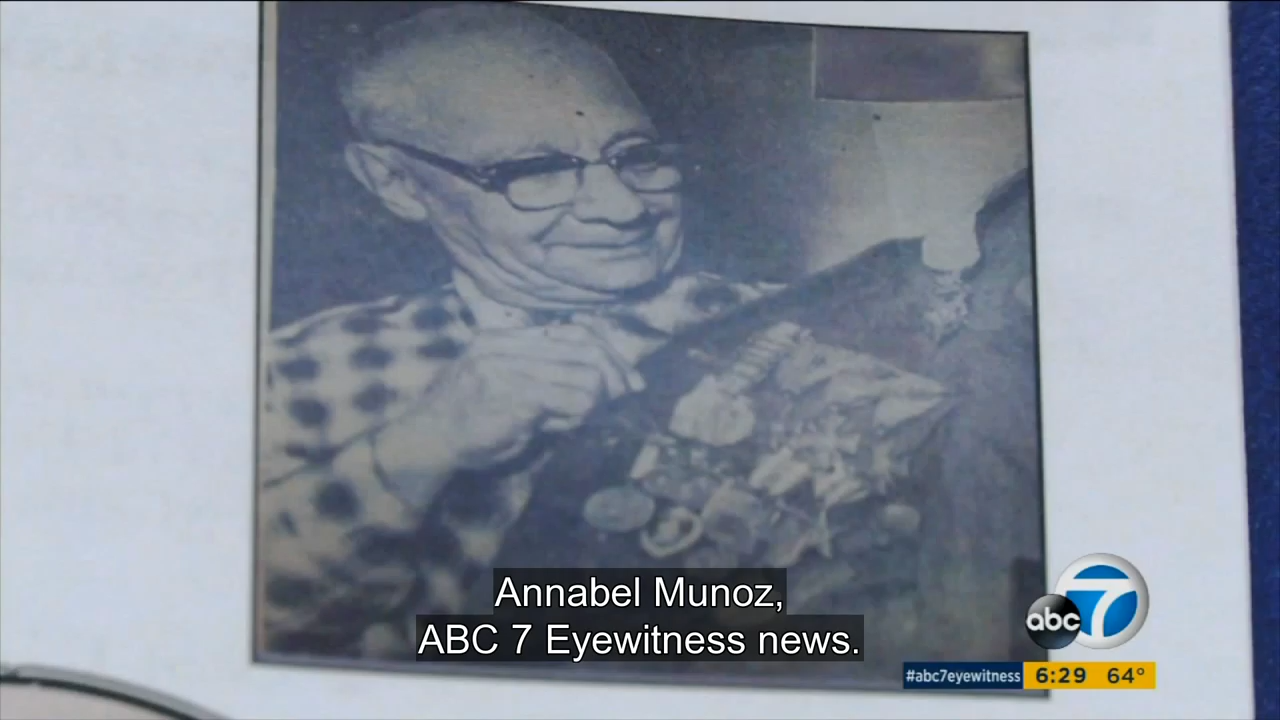 Annabel Munoz,
ABC 7 Eyewitness news.
abc 7
#abc7eyewitness 6:29 64°